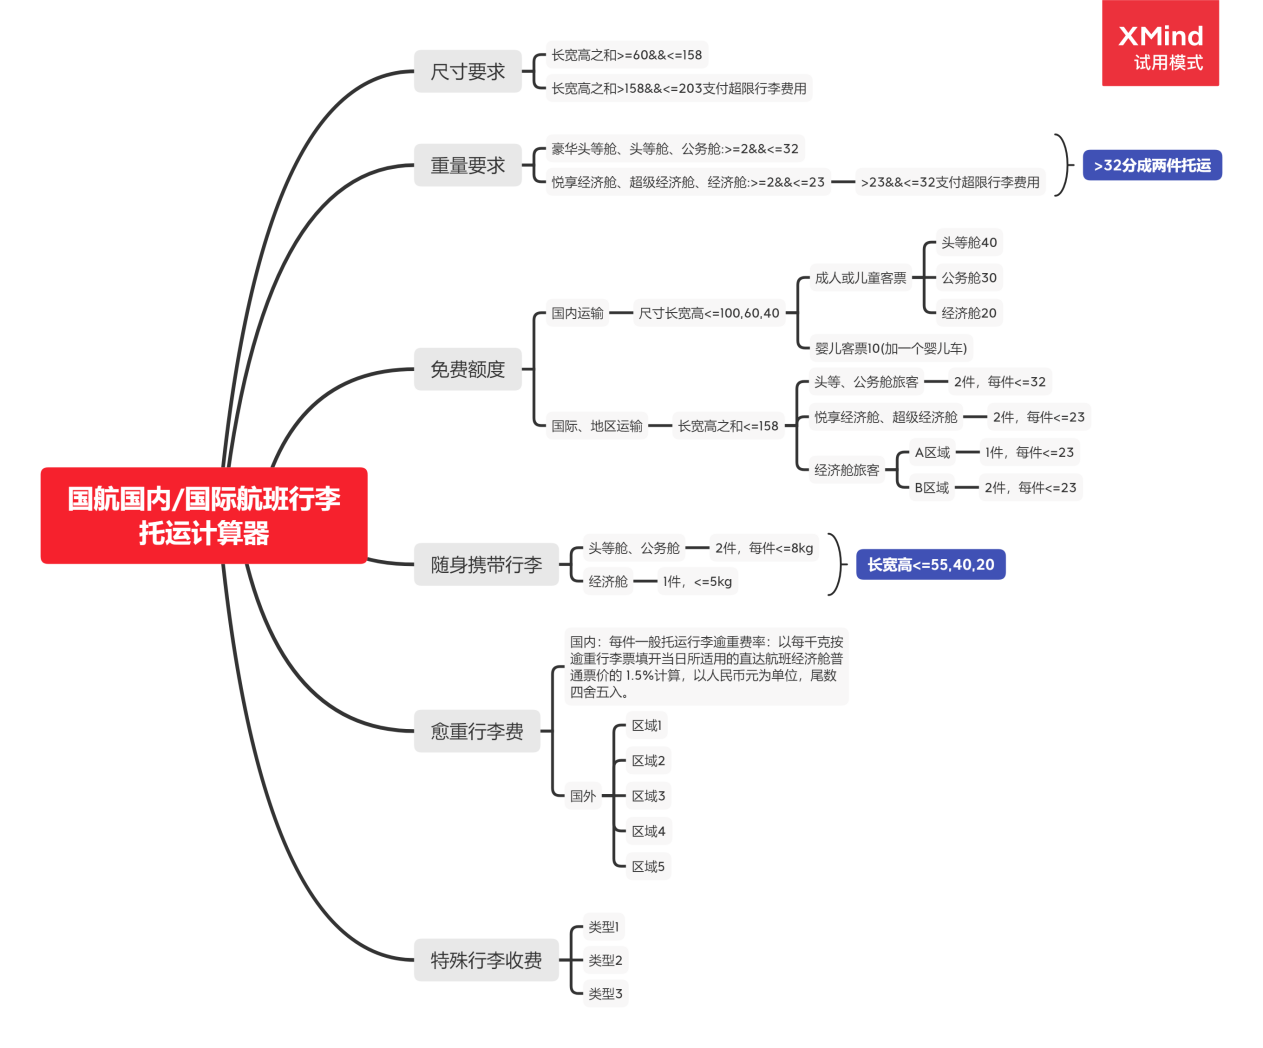 XMind
试用模式
尺寸要求
长宽高之和>=60&&<=158
长宽高之和>158&&<=203支付超限行李费用
重量要求
豪华头等舱、头等舱、公务舱:>=2&&<=32
悦享经济舱、超级经济舱、经济舱:>=2&&<=23
>23&&<=32支付超限行李费用
>32分成两件托运
免费额度
国内运输
尺寸长宽高<=100,60,40
成人或儿童客票
头等舱40
公务舱30
经济舱20
婴儿客票10(加一个婴儿车)
国际、地区运输
长宽高之和<=158
头等、公务舱旅客
2件，每件<=32
悦享经济舱、超级经济舱
2件，每件<=23
经济舱旅客
A区域
1件，每件<=23
B区域
2件，每件<=23
国航国内/国际航班行李
托运计算器
随身携带行李
头等舱、公务舱
2件，每件<=8kg
经济舱
1件，<=5kg
长宽高<=55,40,20
愈重行李费
国内：每件一般托运行李逾重费率：以每千克按
逾重行李票填开当日所适用的直达航班经济舱普
通票价的 1.5%计算，以人民币元为单位，尾数
四舍五入。
国外
区域1
区域2
区域3
区域4
区域5
特殊行李收费
类型1
类型2
类型3